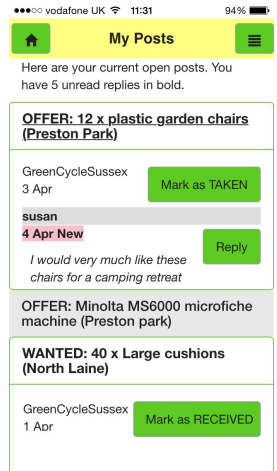 vodafone UK 11:31 94%
My Posts
Here are your current open posts. You
have 5 unread replies in bold.
OFFER: 12 x plastic garden chairs
(Preston Park)
GreenCycleSussex
3 Apr
Mark as TAKEN
susan
4 Apr New
Reply
I would very much like these
chairs for a camping retreat
OFFER: Minolta MS6000 microfiche
machine (Preston park)
WANTED: 40 x Large cushions
(North Laine)
GreenCycleSussex
1 Apr
Mark as RECEIVED